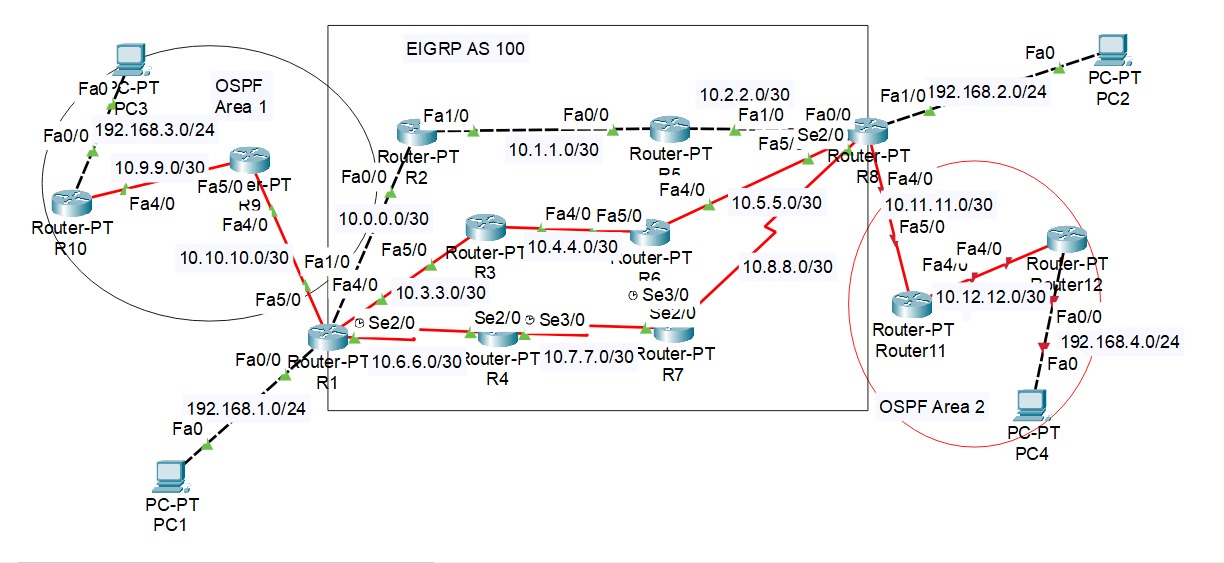 EIGRP AS 100
OSPF
Area 1
Fa0
PC-PT
PC3
Fa0/0
192.168.3.0/24
10.9.9.0/30
Fa5/0
R9
Fa4/0
Fa4/0
Router-PT
R10
10.10.10.0/30
Fa5/0
Fa1/0
Router-PT
R2
Fa0/0
10.0.0.0/30
Fa1/0
10.1.1.0/30
Fa0/0
Router-PT
10.2.2.0/30
Fa1/0
Fa0/0
Se2/0
Fa5/
Router-PT
R8
Fa1/0
192.168.2.0/24
Fa0
PC-PT
PC2
Fa5/0
Router-PT
R3
Fa4/0
Fa5/0
10.4.4.0/30
Router-PT
R6
Fa4/0
10.5.5.0/30
Fa4/0
10.3.3.0/30
10.8.8.0/30
Se2/0
Se2/0
Se3/0
Se3/0
Se2/0
10.6.6.0/30
Router-PT
R4
10.7.7.0/30
Router-PT
R7
Fa0/0
Router-PT
R1
192.168.1.0/24
Fa0
PC-PT
PC1
Fa4/0
10.11.11.0/30
Fa5/0
Fa4/0
Fa4/0
Router-PT
Router12
10.12.12.0/30
Router-PT
Router11
Fa0/0
192.168.4.0/24
Fa0
OSPF Area 2
PC-PT
PC4